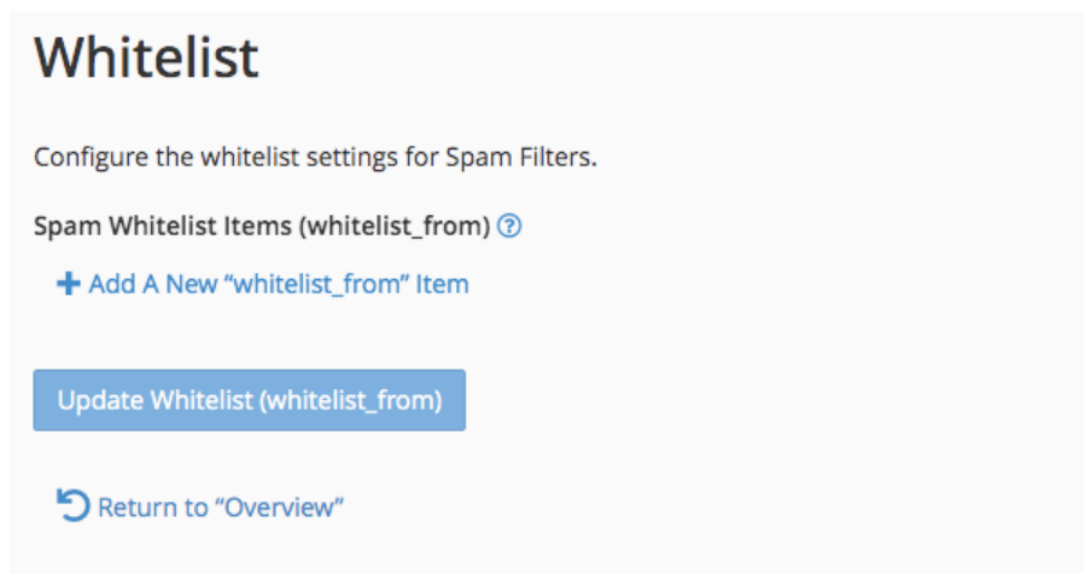 Whitelist
Configure the whitelist settings for Spam Filters.
Spam Whitelist Items (whitelist_from) ?
+ Add A New “whitelist_from” Item
Update Whitelist (whitelist_from)
Return to “Overview”